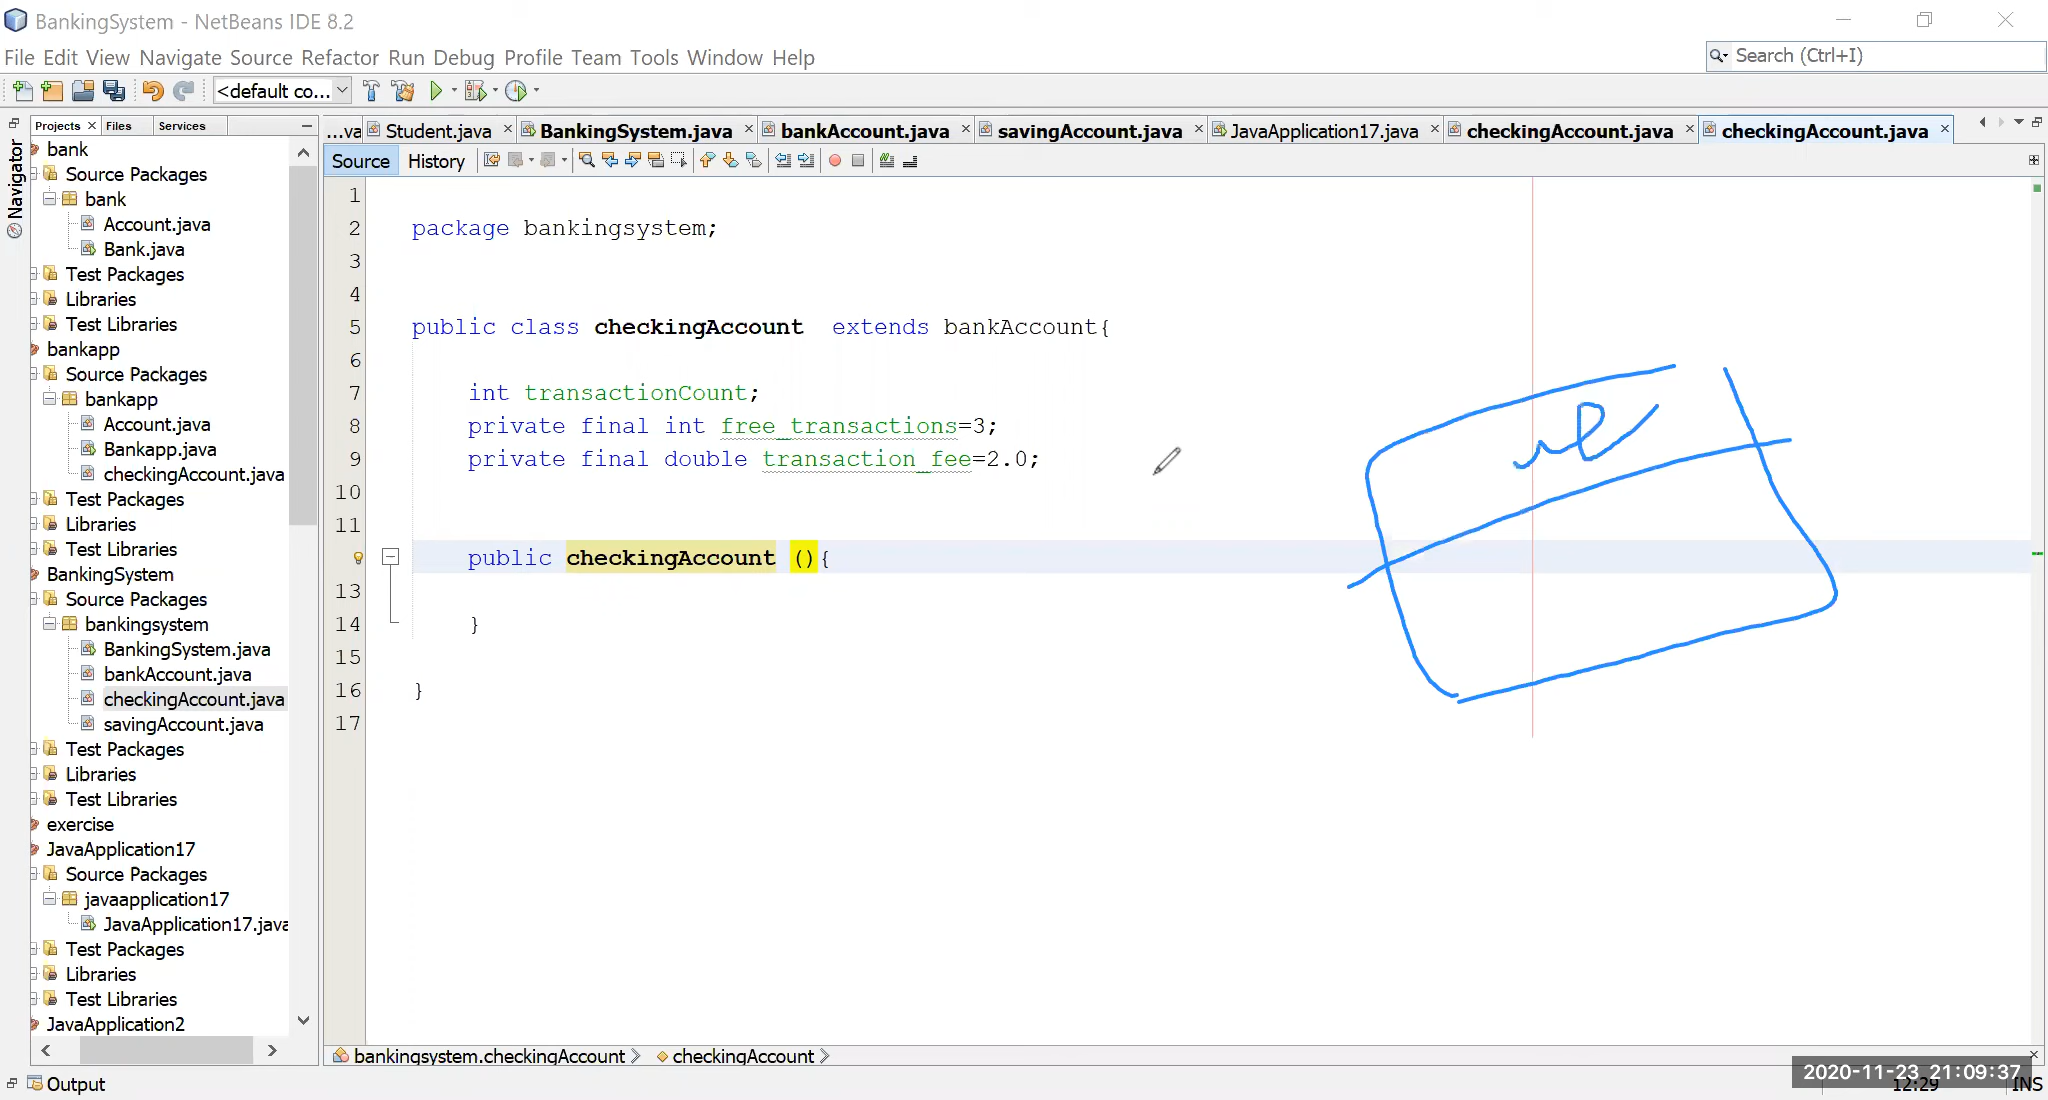 BankingSystem - NetBeans IDE 8.2
File Edit View Navigate Source Refactor Run Debug Profile Team Tools Window Help
Search (Ctrl+I)
<default co...
Projects Files Services
...va Student.java BankingSystem.java bankAccount.java savingAccount.java JavaApplication17.java checkingAccount.java checkingAccount.java
Source History
Navigator
bank
Source Packages
bank
Account.java
Bank.java
Test Packages
Libraries
Test Libraries
bankapp
Source Packages
bankapp
Account.java
Bankapp.java
checkingAccount.java
Test Packages
Libraries
Test Libraries
BankingSystem
Source Packages
bankingsystem
BankingSystem.java
bankAccount.java
checkingAccount.java
savingAccount.java
Test Packages
Libraries
Test Libraries
exercise
JavaApplication17
Source Packages
javaapplication17
JavaApplication17.java
Test Packages
Libraries
Test Libraries
JavaApplication2
1
2 package bankingsystem;
3
4
5 public class checkingAccount extends bankAccount{
6
7 int transactionCount;
8 private final int free_transactions=3;
9 private final double transaction_fee=2.0;
10
11
public checkingAccount (){
13
14 }
15
16 }
17
bankingsystem.checkingAccount checkingAccount
Output
2020-11-23 21:09:37
12:29 INS